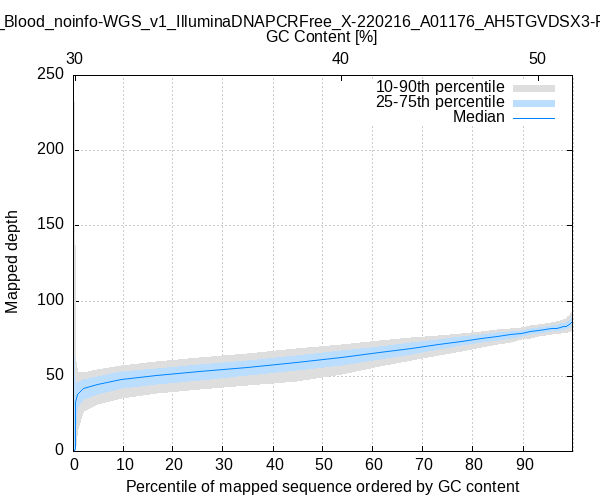 _Blood_noinfo-WGS_v1_IlluminaDNAPCRFree_X-220216_A01176_AH5TGVDSX3-F
GC Content [%]
30 40 50
250
200
150
100
50
0
Mapped depth
10-90th percentile
25-75th percentile
Median
0 10 20 30 40 50 60 70 80 90
Percentile of mapped sequence ordered by GC content